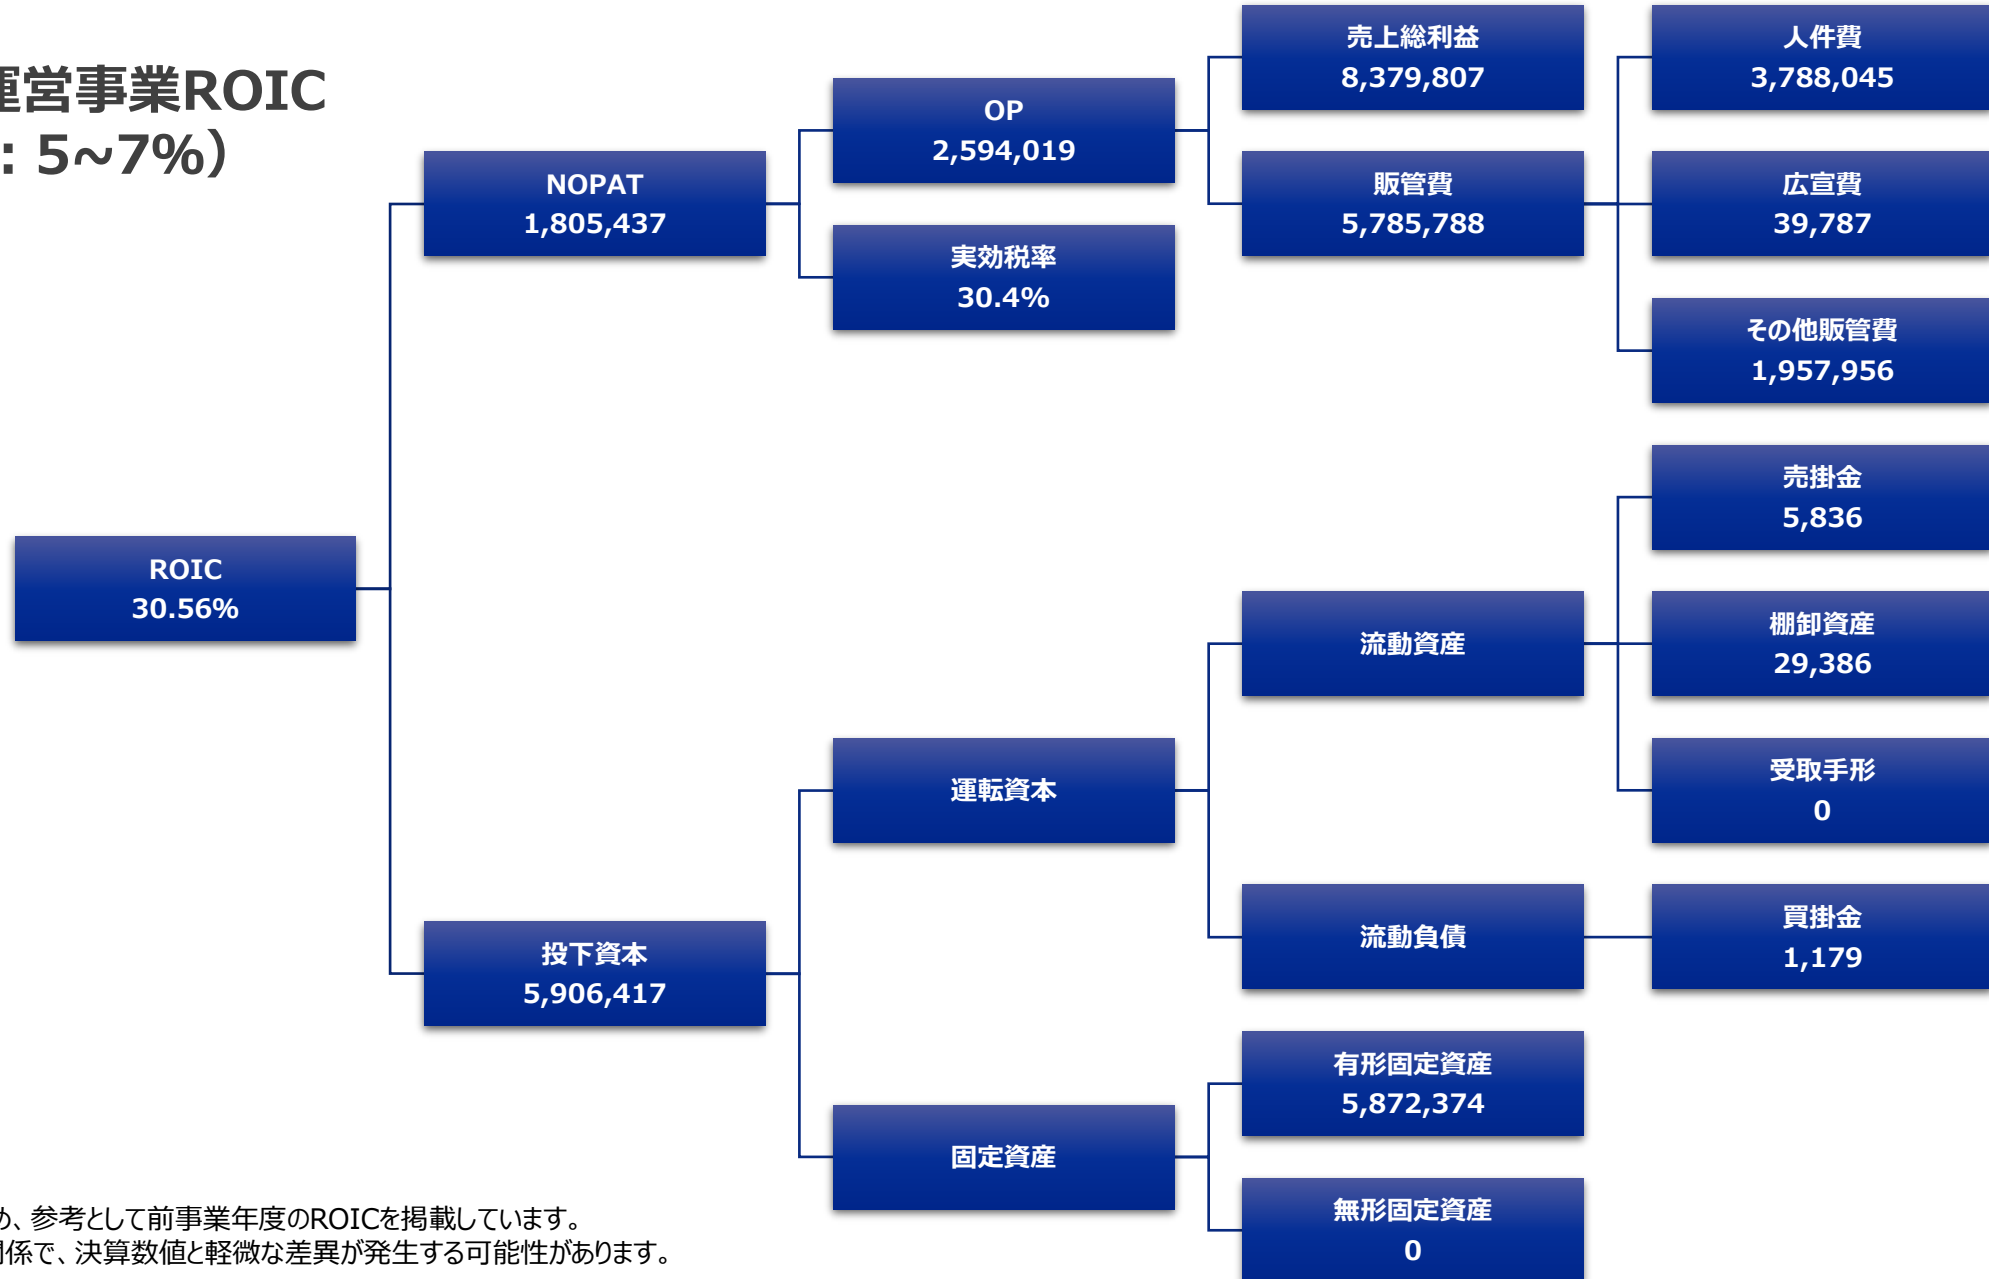 運営事業ROIC
：5~7%）
売上総利益
8,379,807
人件費
3,788,045
OP
2,594,019
NOPAT
1,805,437
販管費
5,785,788
広宣費
39,787
実効税率
30.4%
その他販管費
1,957,956
売掛金
5,836
ROIC
30.56%
流動資産
棚卸資産
29,386
運転資本
受取手形
0
投下資本
5,906,417
流動負債
買掛金
1,179
有形固定資産
5,872,374
固定資産
無形固定資産
0
め、参考として前事業年度のROICを掲載しています。
関係で、決算数値と軽微な差異が発生する可能性があります。